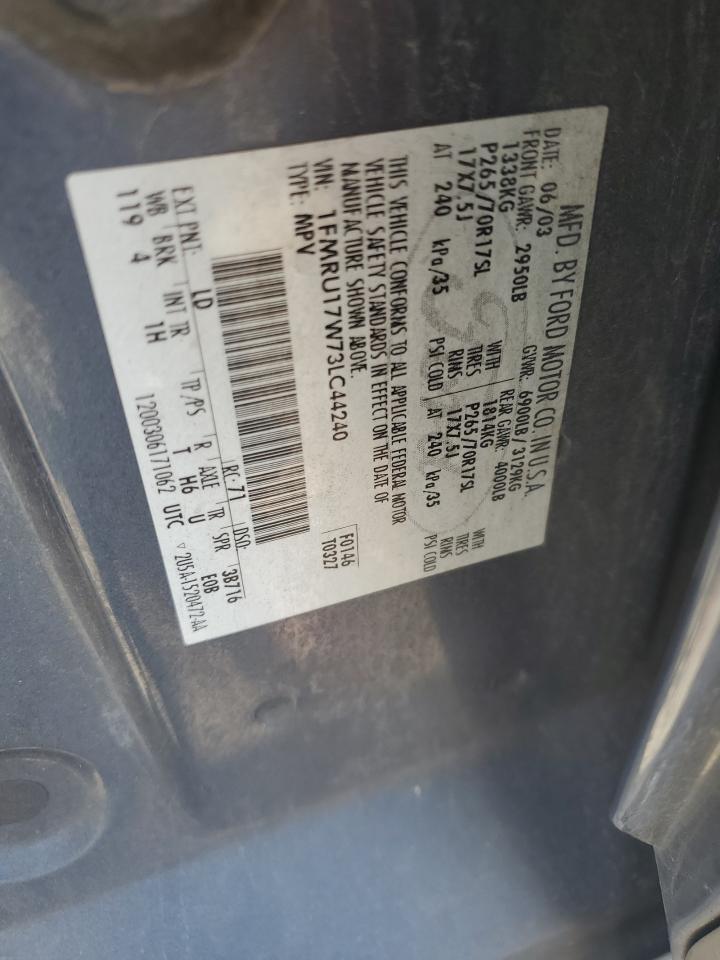 MFD. BY FORD MOTOR CO. IN U.S.A.
DATE: 06/03 GVWR: 6900LB / 3129KG
FRONT GAWR: 2950LB REAR GAWR: 4000LB
1338KG WITH 1814KG WITH
P265/70R17SL TIRES P265/70R17SL TIRES
17X7.5J RIMS 17X7.5J RIMS
AT 240 kPa/35 PSI COLD AT 240 kPa/35 PSI COLD
THIS VEHICLE CONFORMS TO ALL APPLICABLE FEDERAL MOTOR
VEHICLE SAFETY STANDARDS IN EFFECT ON THE DATE OF
MANUFACTURE SHOWN ABOVE.
VIN: 1FMRU17W73LC44240 F0146
TYPE: MPV T0327
EXT PNT: LD RC: 71 DSO: 3B716
WB BRK INT TR TP/PS R AXLE TR SPR
119 4 1H T H6 U EOB
1200306171062 UTC 2U5A-1520472-AA